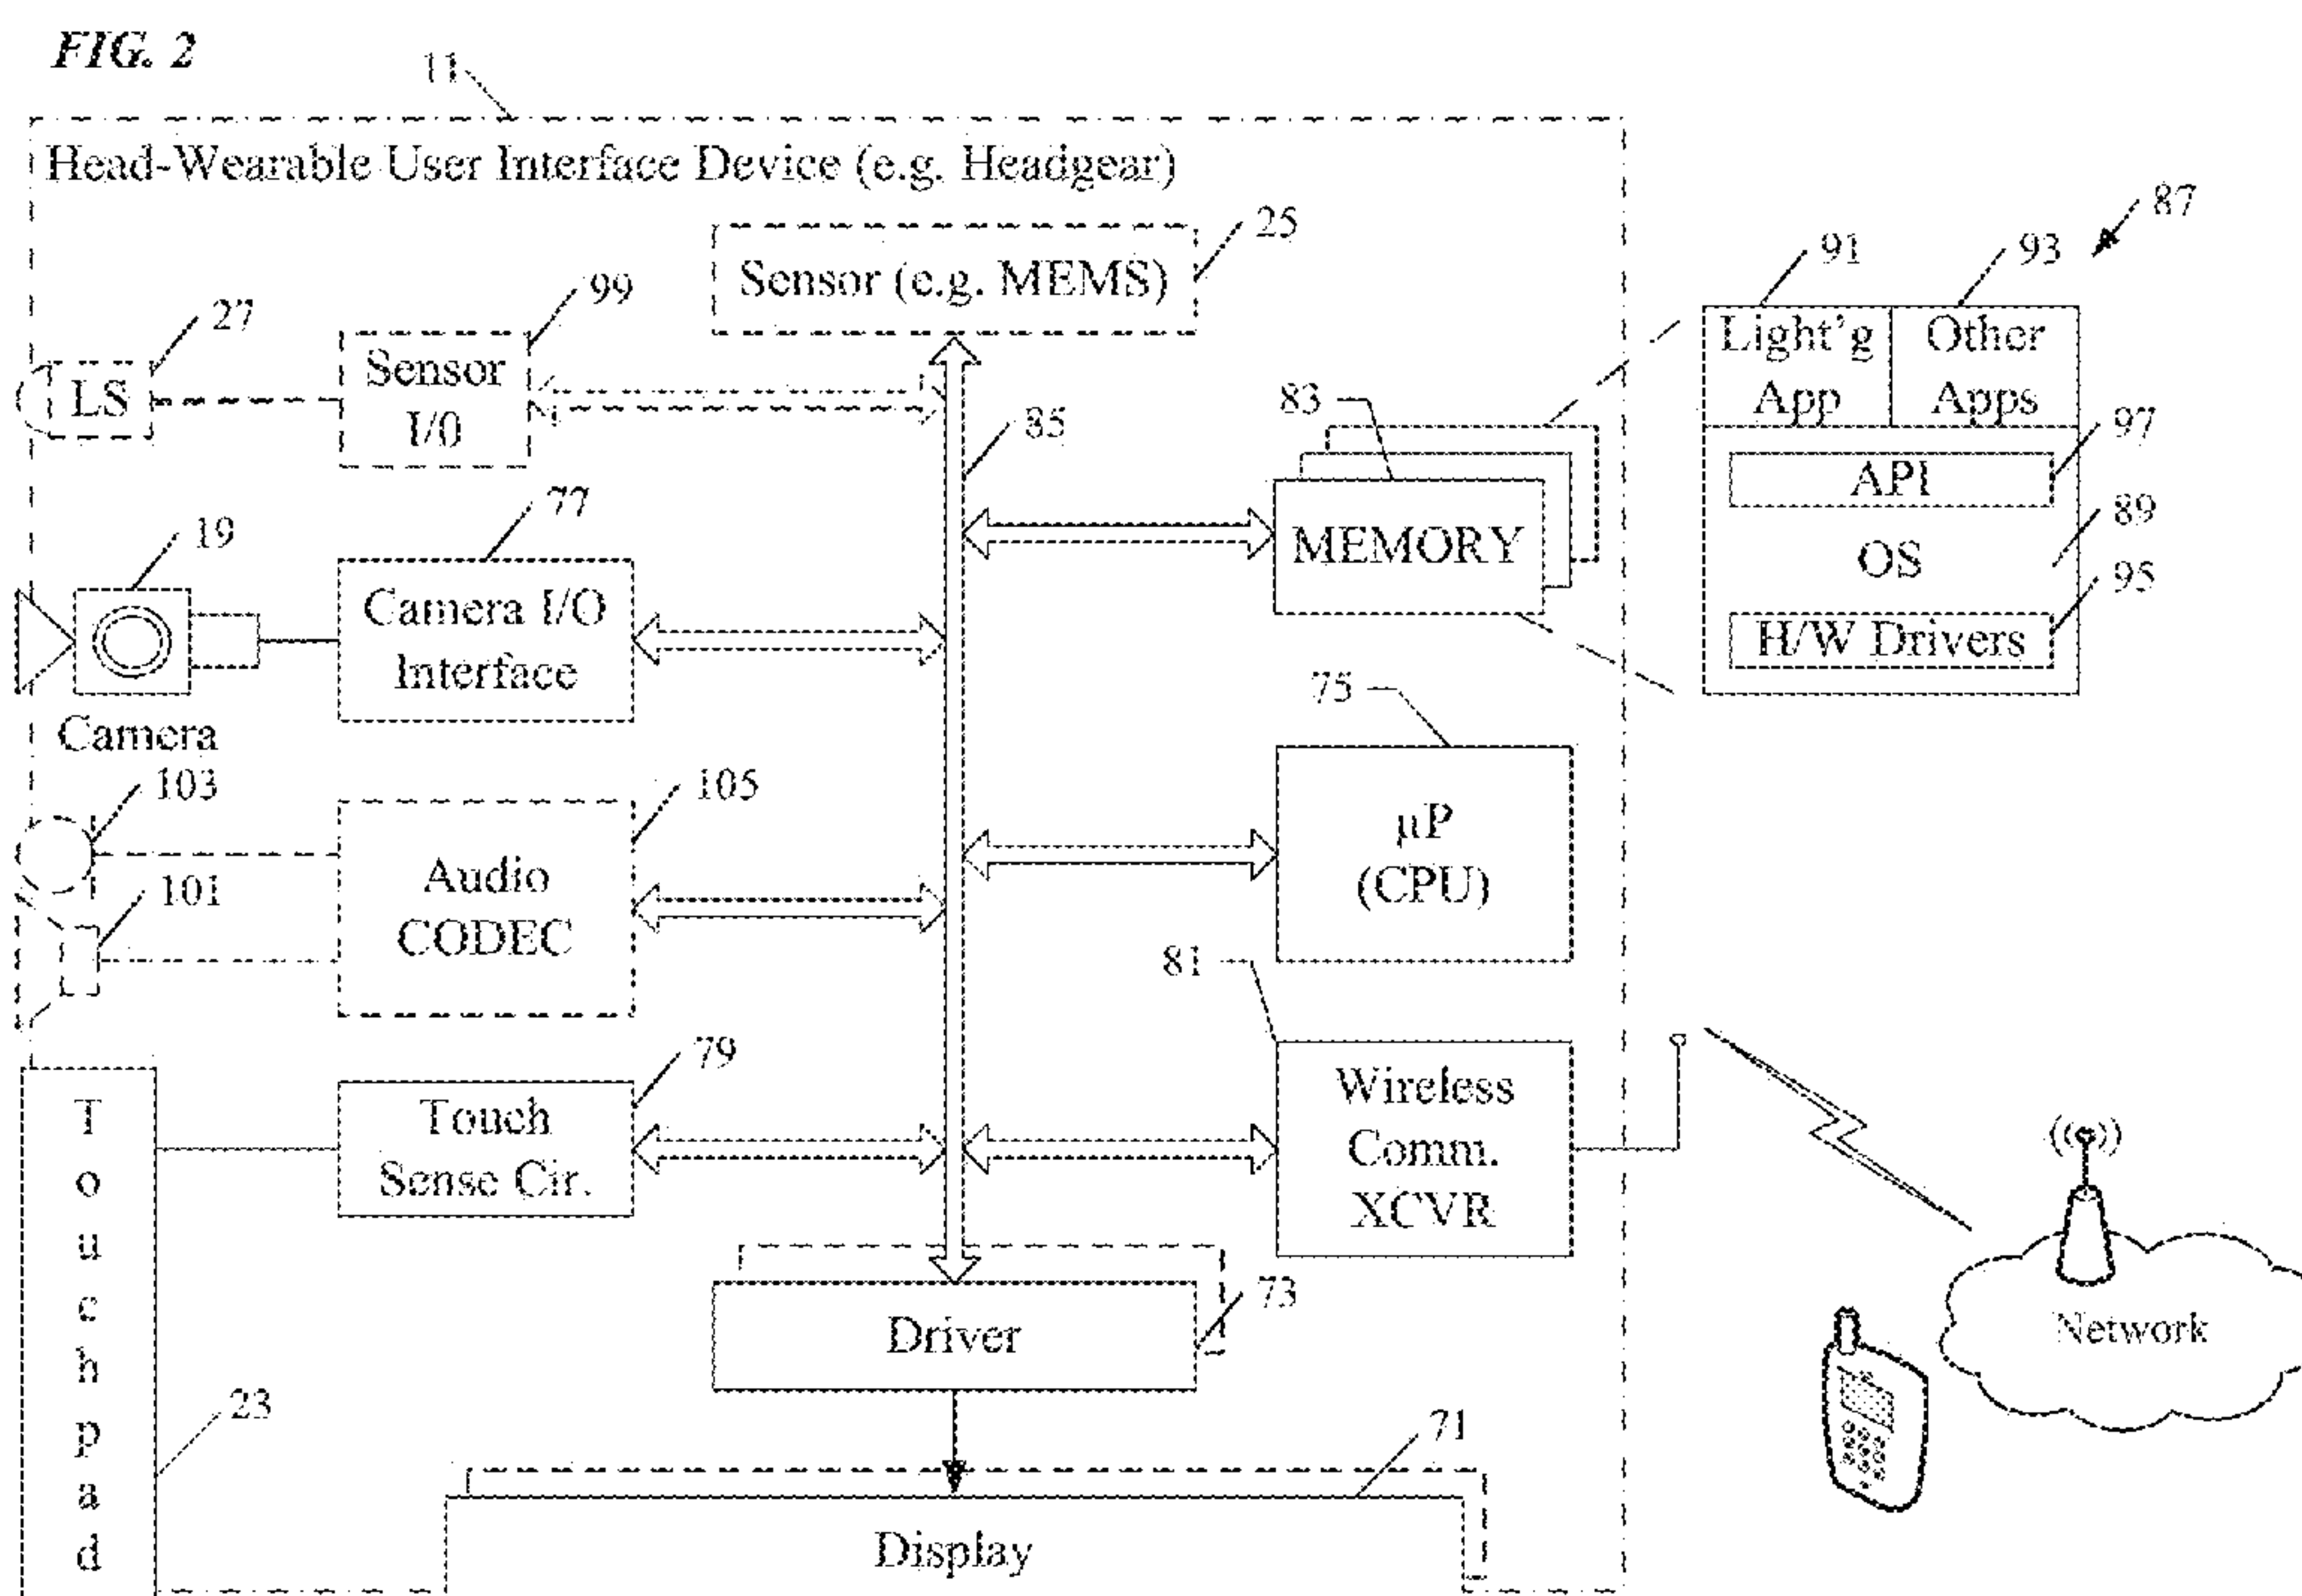 FIG. 2
11
Head-Wearable User Interface Device (e.g. Headgear)
25
Sensor (e.g. MEMS)
87
91
93
Light'g
App
Other
Apps
27
99
LS
Sensor
I/0
83
85
97
API
MEMORY
89
OS
95
H/W Drivers
77
19
Camera I/O
Interface
Camera
75
µP
(CPU)
103
105
Audio
CODEC
101
81
79
Touch
Sense Cir.
Wireless
Comm.
XCVR
Touchpad
23
73
Driver
Network
71
Display